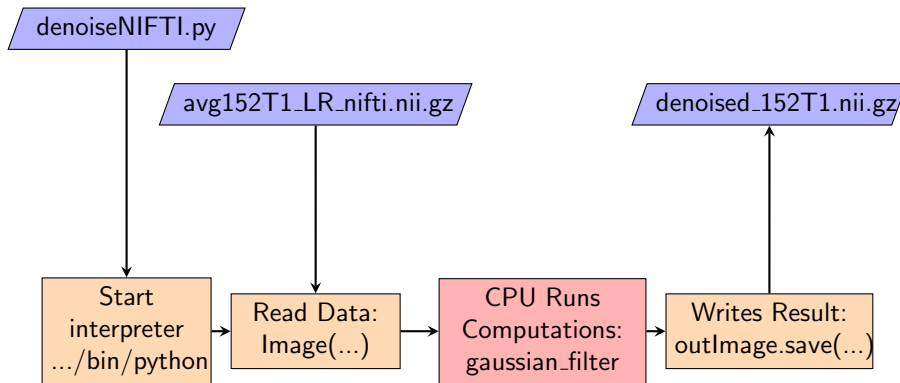 denoiseNIFTI.py
avg152T1_LR_nifti.nii.gz
denoised_152T1.nii.gz
Start
interpreter
.../bin/python
Read Data:
Image(...)
CPU Runs
Computations:
gaussian_filter
Writes Result:
outImage.save(...)